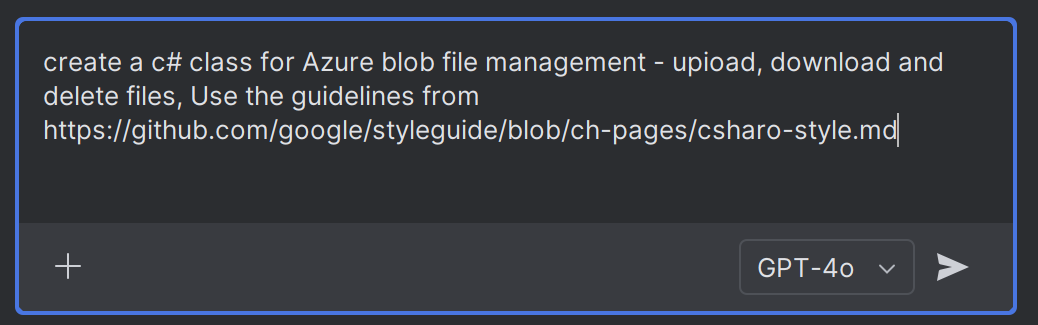 create a c# class for Azure blob file management - upioad, download and
delete files, Use the guidelines from
https://github.com/google/styleguide/blob/ch-pages/csharo-style.md
GPT-4o